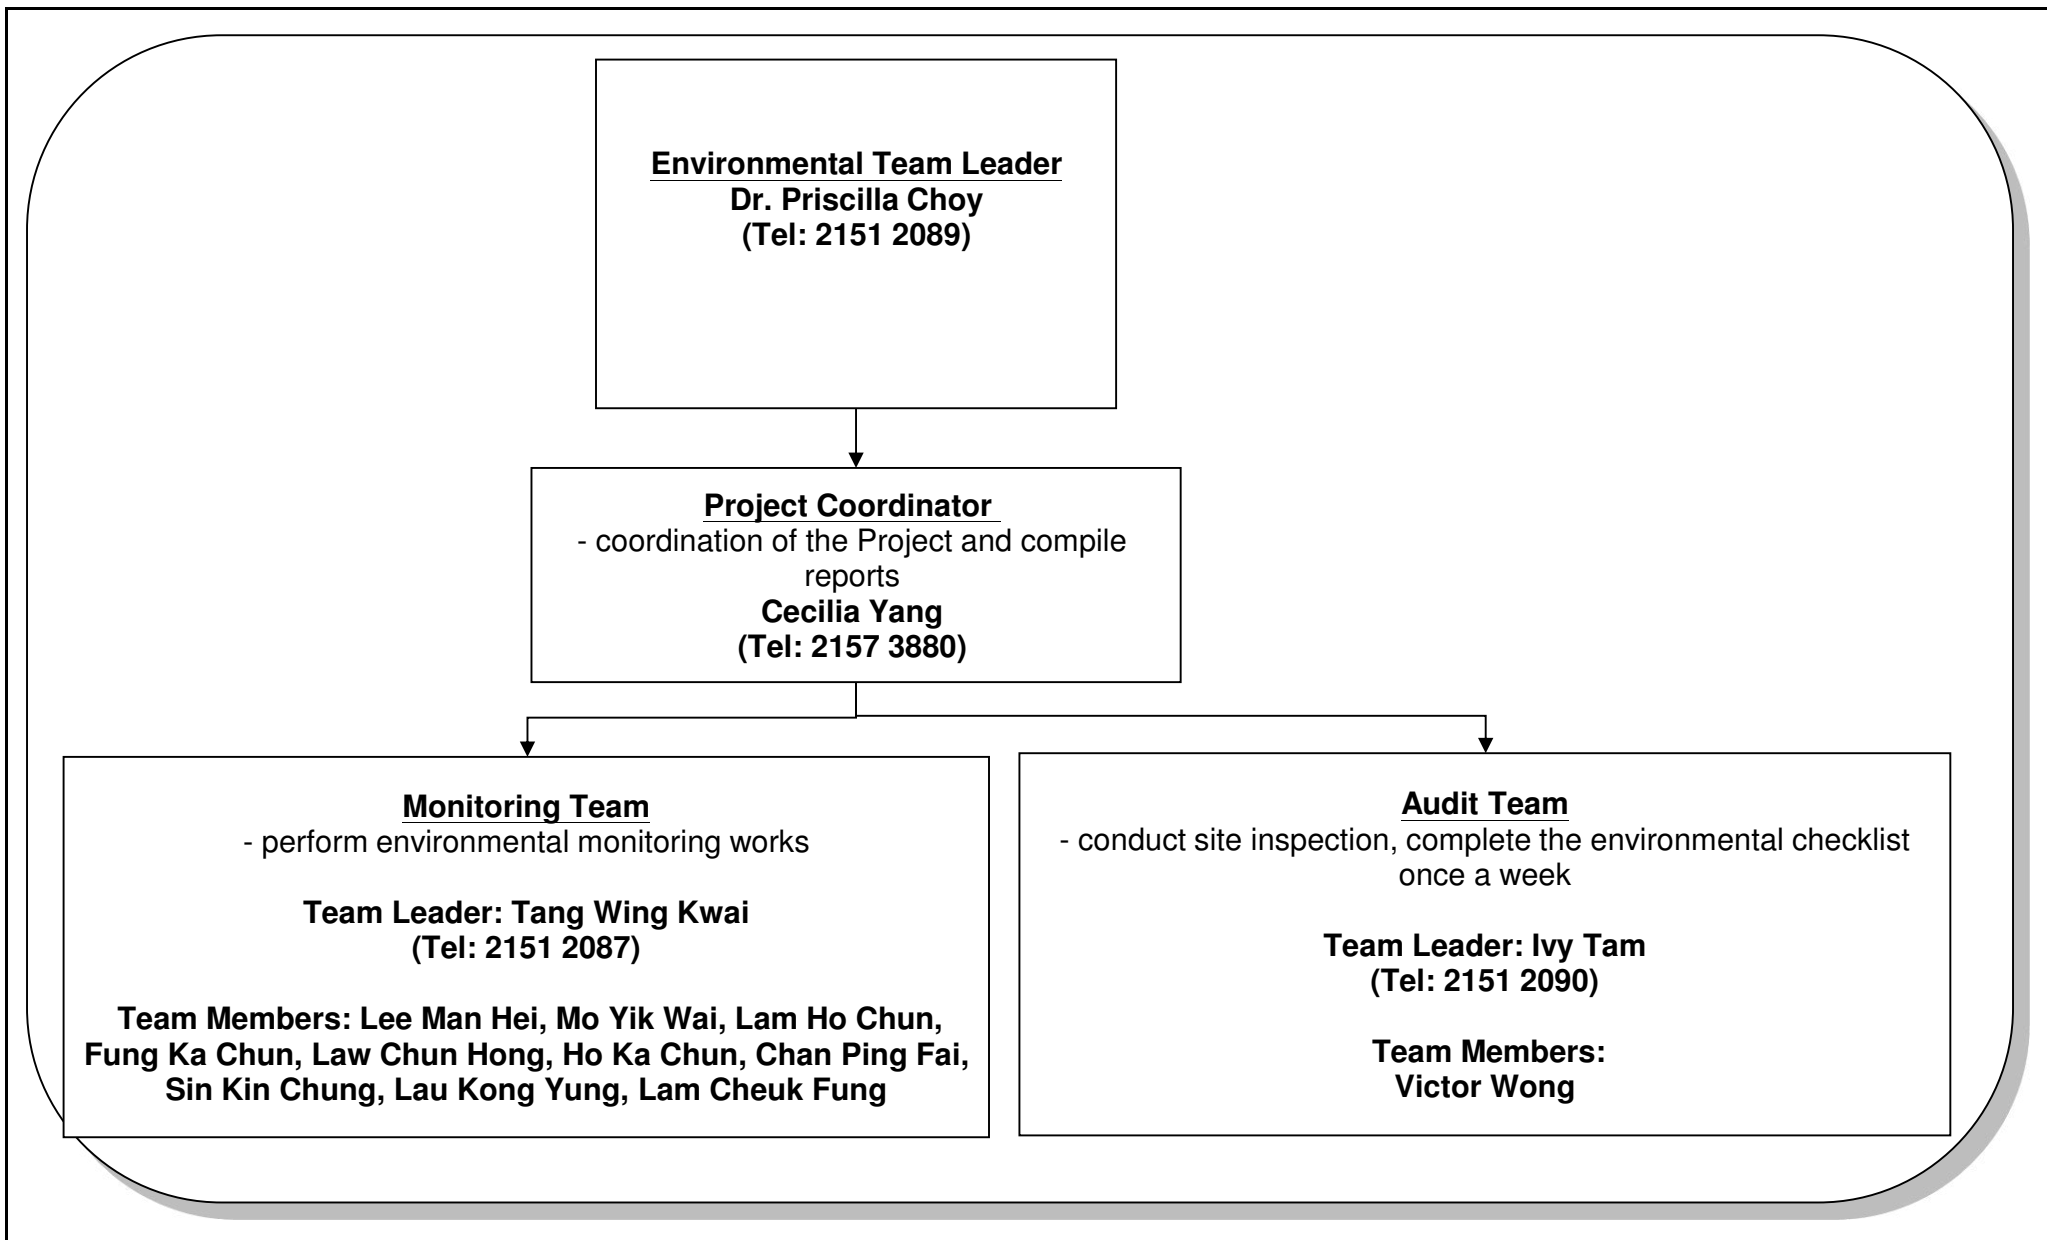 Environmental Team Leader
Dr. Priscilla Choy
(Tel: 2151 2089)
Project Coordinator
- coordination of the Project and compile
reports
Cecilia Yang
(Tel: 2157 3880)
Monitoring Team
- perform environmental monitoring works
Team Leader: Tang Wing Kwai
(Tel: 2151 2087)
Team Members: Lee Man Hei, Mo Yik Wai, Lam Ho Chun,
Fung Ka Chun, Law Chun Hong, Ho Ka Chun, Chan Ping Fai,
Sin Kin Chung, Lau Kong Yung, Lam Cheuk Fung
Audit Team
- conduct site inspection, complete the environmental checklist
once a week
Team Leader: Ivy Tam
(Tel: 2151 2090)
Team Members:
Victor Wong